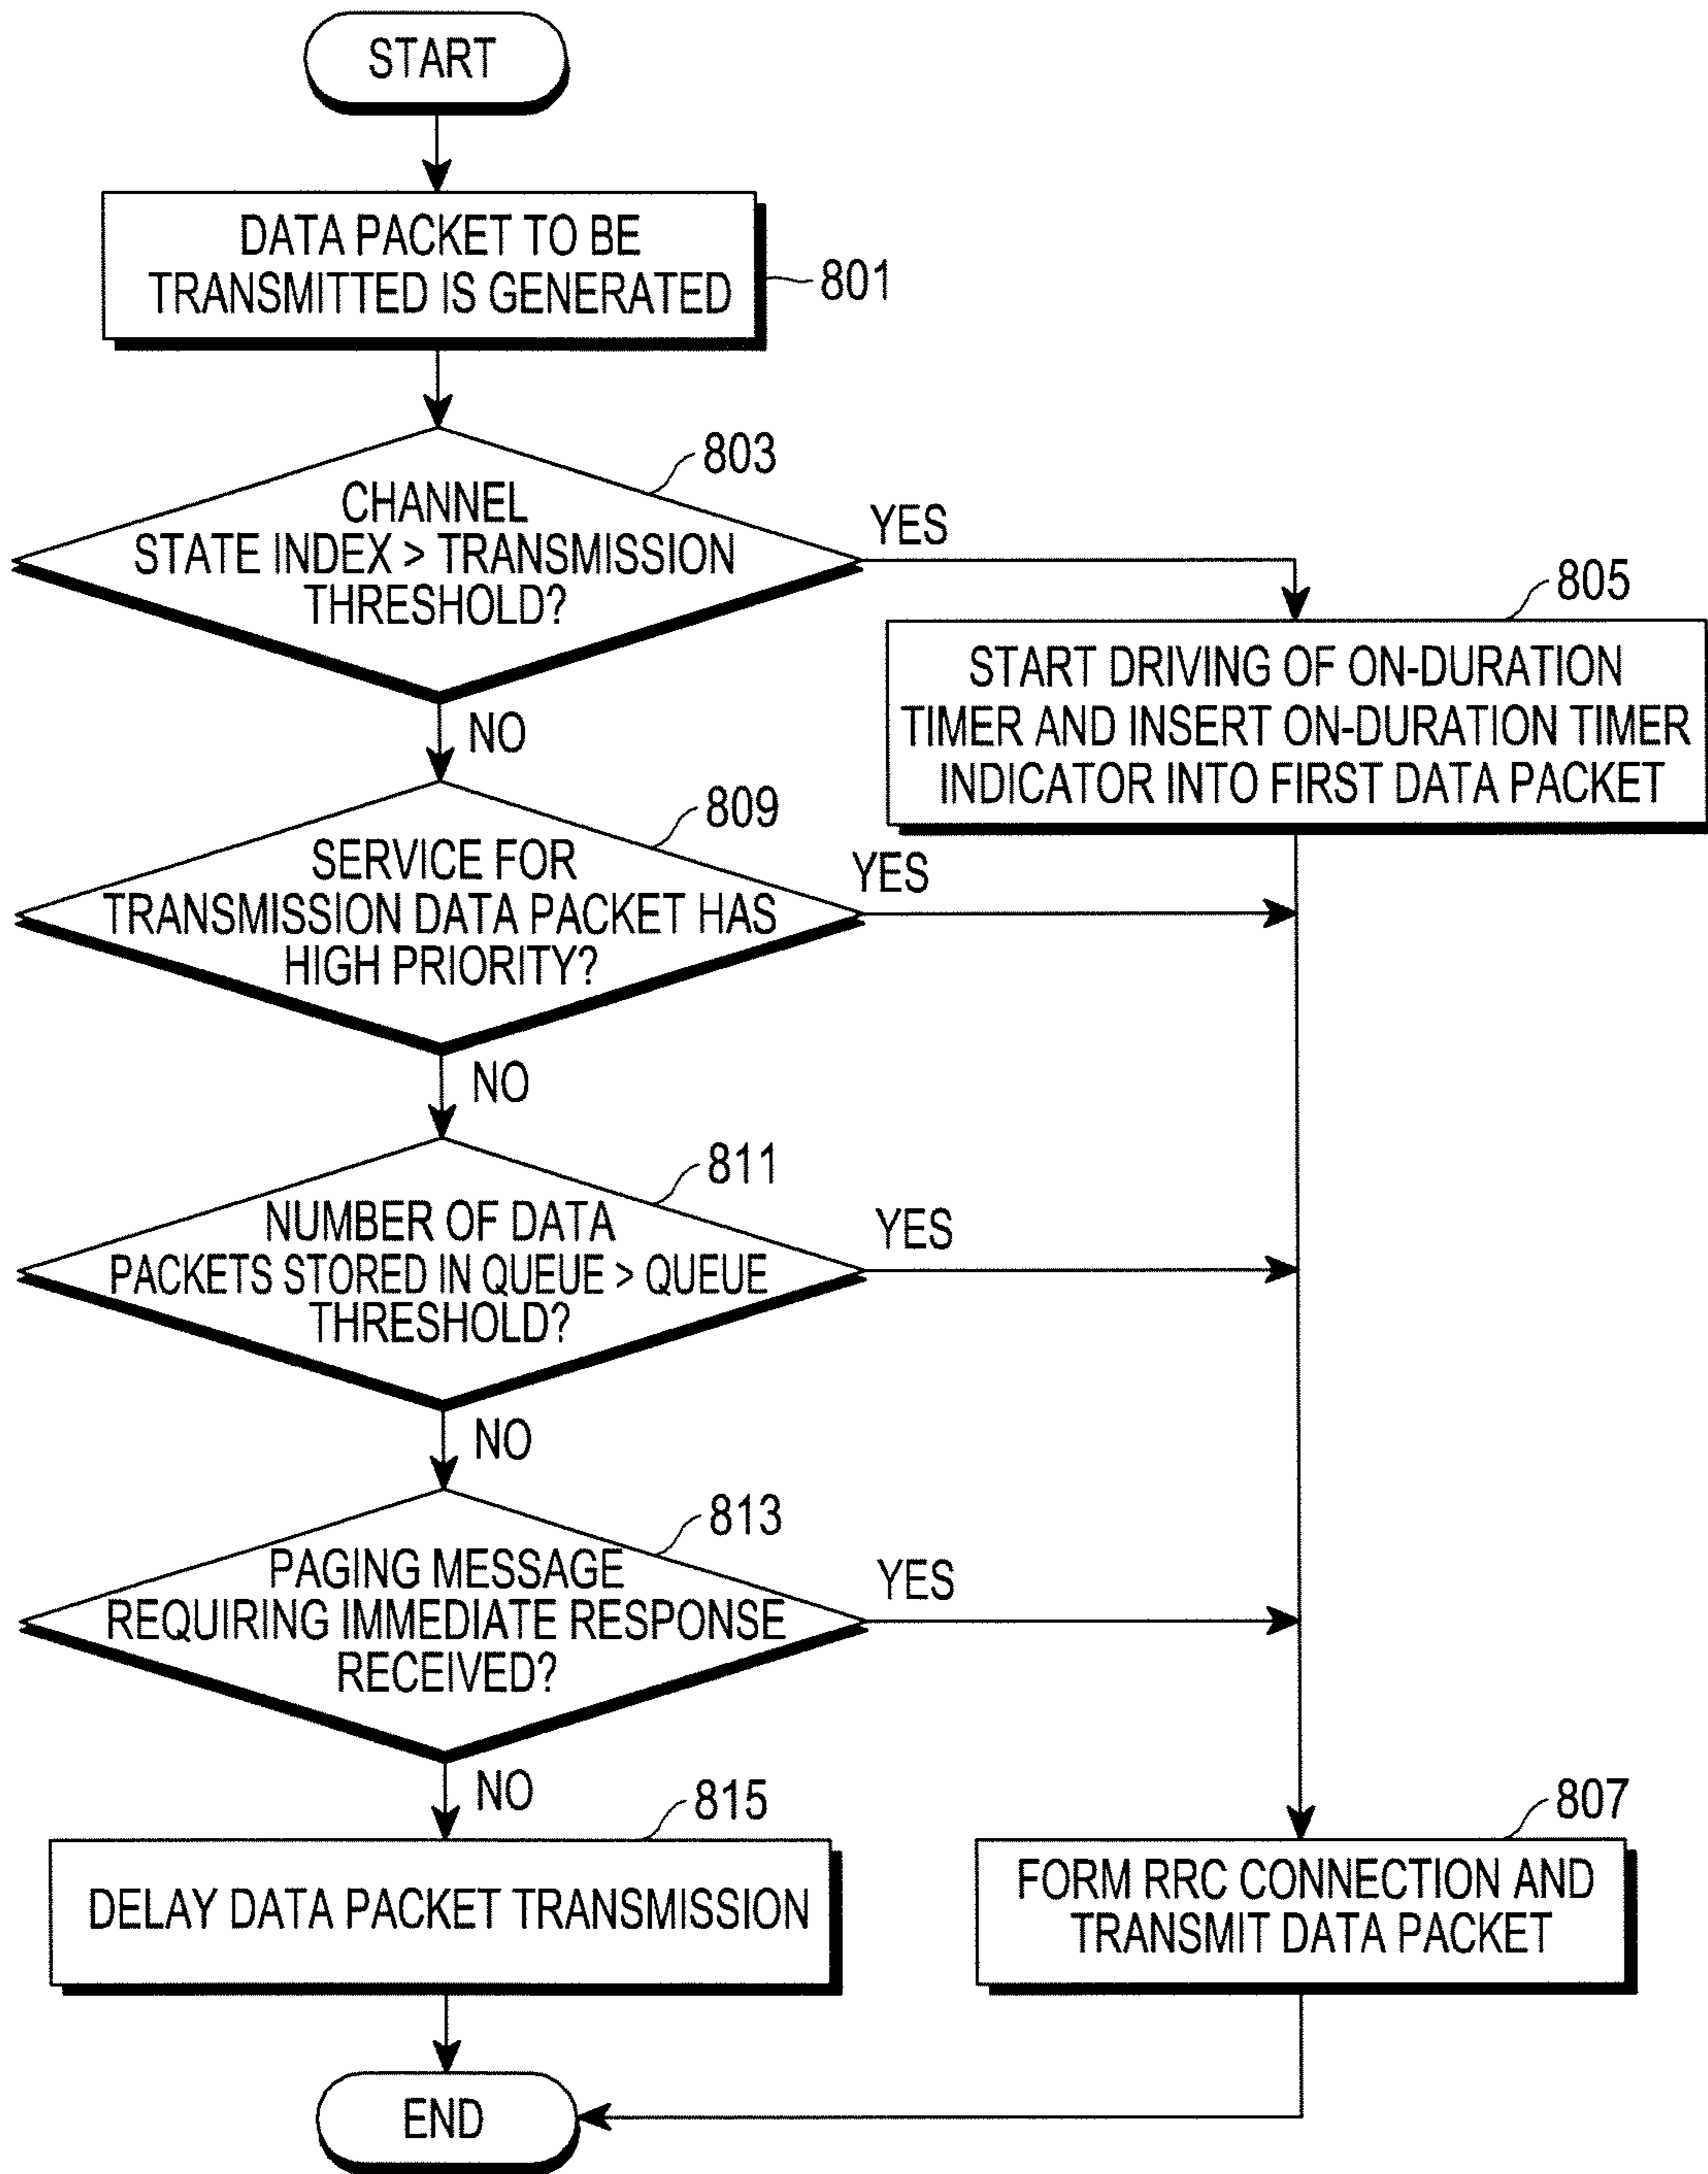 START
DATA PACKET TO BE
TRANSMITTED IS GENERATED
801
803
CHANNEL
STATE INDEX > TRANSMISSION
THRESHOLD?
YES
NO
805
START DRIVING OF ON-DURATION
TIMER AND INSERT ON-DURATION TIMER
INDICATOR INTO FIRST DATA PACKET
809
SERVICE FOR
TRANSMISSION DATA PACKET HAS
HIGH PRIORITY?
YES
NO
811
NUMBER OF DATA
PACKETS STORED IN QUEUE > QUEUE
THRESHOLD?
YES
NO
813
PAGING MESSAGE
REQUIRING IMMEDIATE RESPONSE
RECEIVED?
YES
NO
815
DELAY DATA PACKET TRANSMISSION
807
FORM RRC CONNECTION AND
TRANSMIT DATA PACKET
END